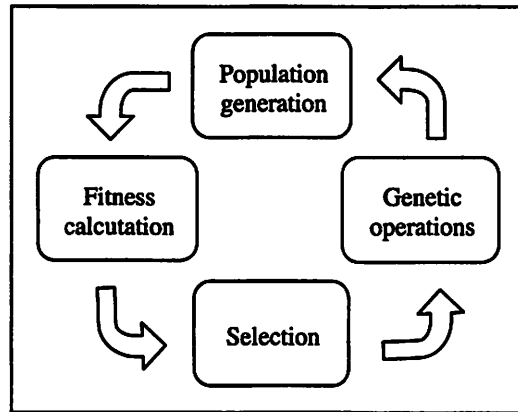 Population
generation
Fitness
calcutation
Genetic
operations
Selection